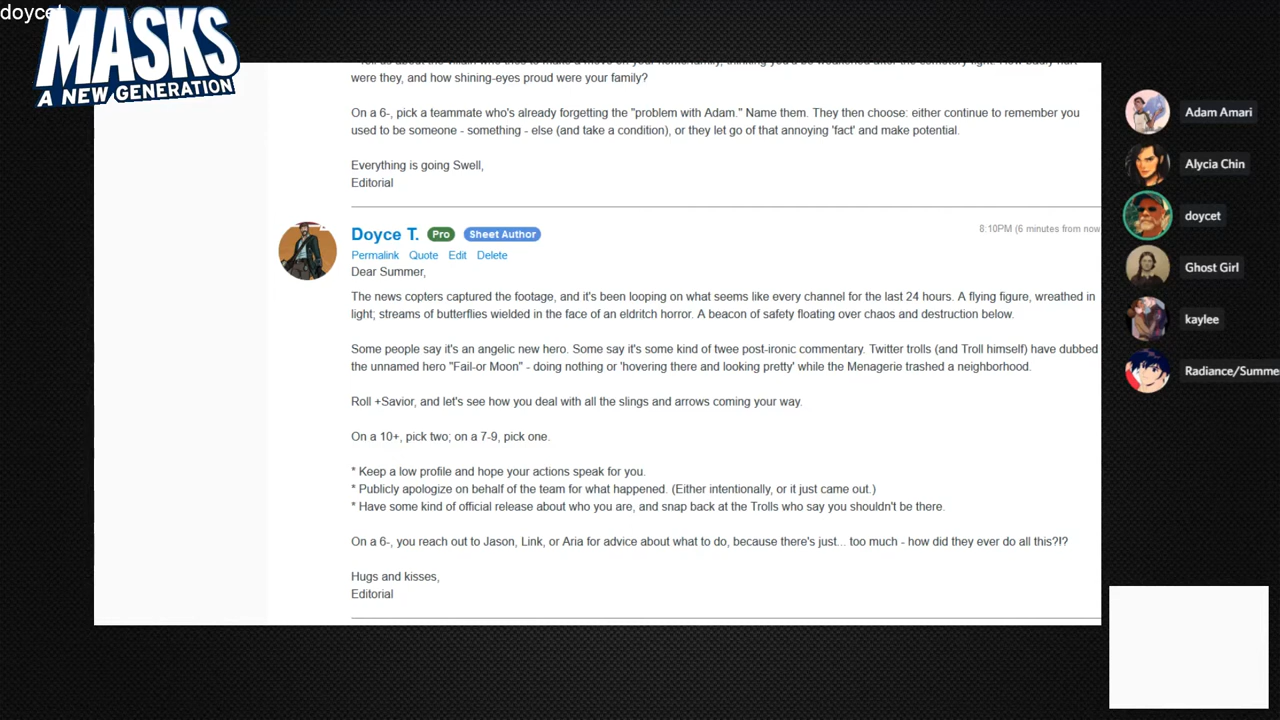 doycet
MASKS
A NEW GENERATION
were they, and how shining-eyes proud were your family?
On a 6-, pick a teammate who's already forgetting the "problem with Adam." Name them. They then choose: either continue to remember you
used to be someone - something - else (and take a condition), or they let go of that annoying 'fact' and make potential.
Everything is going Swell,
Editorial
Doyce T. Pro Sheet Author
8:10PM (6 minutes from now
Permalink Quote Edit Delete
Dear Summer,
The news copters captured the footage, and it's been looping on what seems like every channel for the last 24 hours. A flying figure, wreathed in
light; streams of butterflies wielded in the face of an eldritch horror. A beacon of safety floating over chaos and destruction below.
Some people say it's an angelic new hero. Some say it's some kind of twee post-ironic commentary. Twitter trolls (and Troll himself) have dubbed
the unnamed hero "Fail-or Moon" - doing nothing or 'hovering there and looking pretty' while the Menagerie trashed a neighborhood.
Roll +Savior, and let's see how you deal with all the slings and arrows coming your way.
On a 10+, pick two; on a 7-9, pick one.
* Keep a low profile and hope your actions speak for you.
* Publicly apologize on behalf of the team for what happened. (Either intentionally, or it just came out.)
* Have some kind of official release about who you are, and snap back at the Trolls who say you shouldn't be there.
On a 6-, you reach out to Jason, Link, or Aria for advice about what to do, because there's just... too much - how did they ever do all this?!?
Hugs and kisses,
Editorial
Adam Amari
Alycia Chin
doycet
Ghost Girl
kaylee
Radiance/Summe